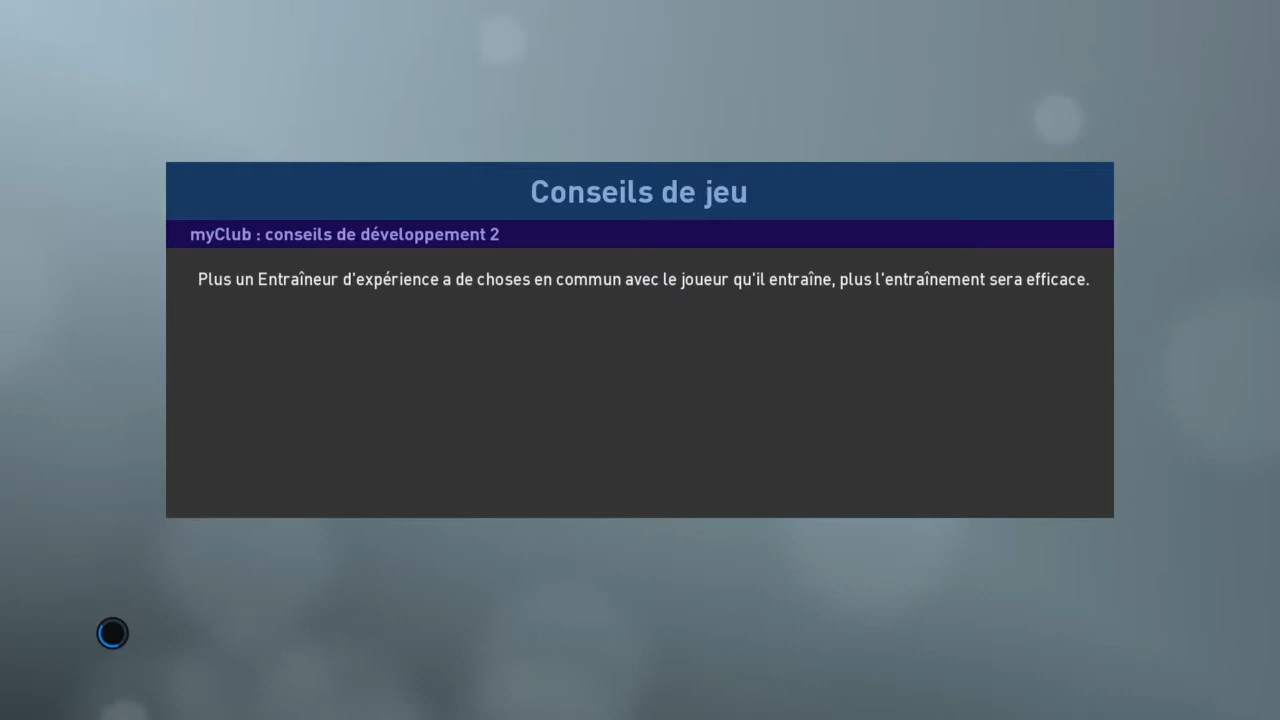 Conseils de jeu
myClub : conseils de développement 2
Plus un Entraîneur d'expérience a de choses en commun avec le joueur qu'il entraîne, plus l'entraînement sera efficace.